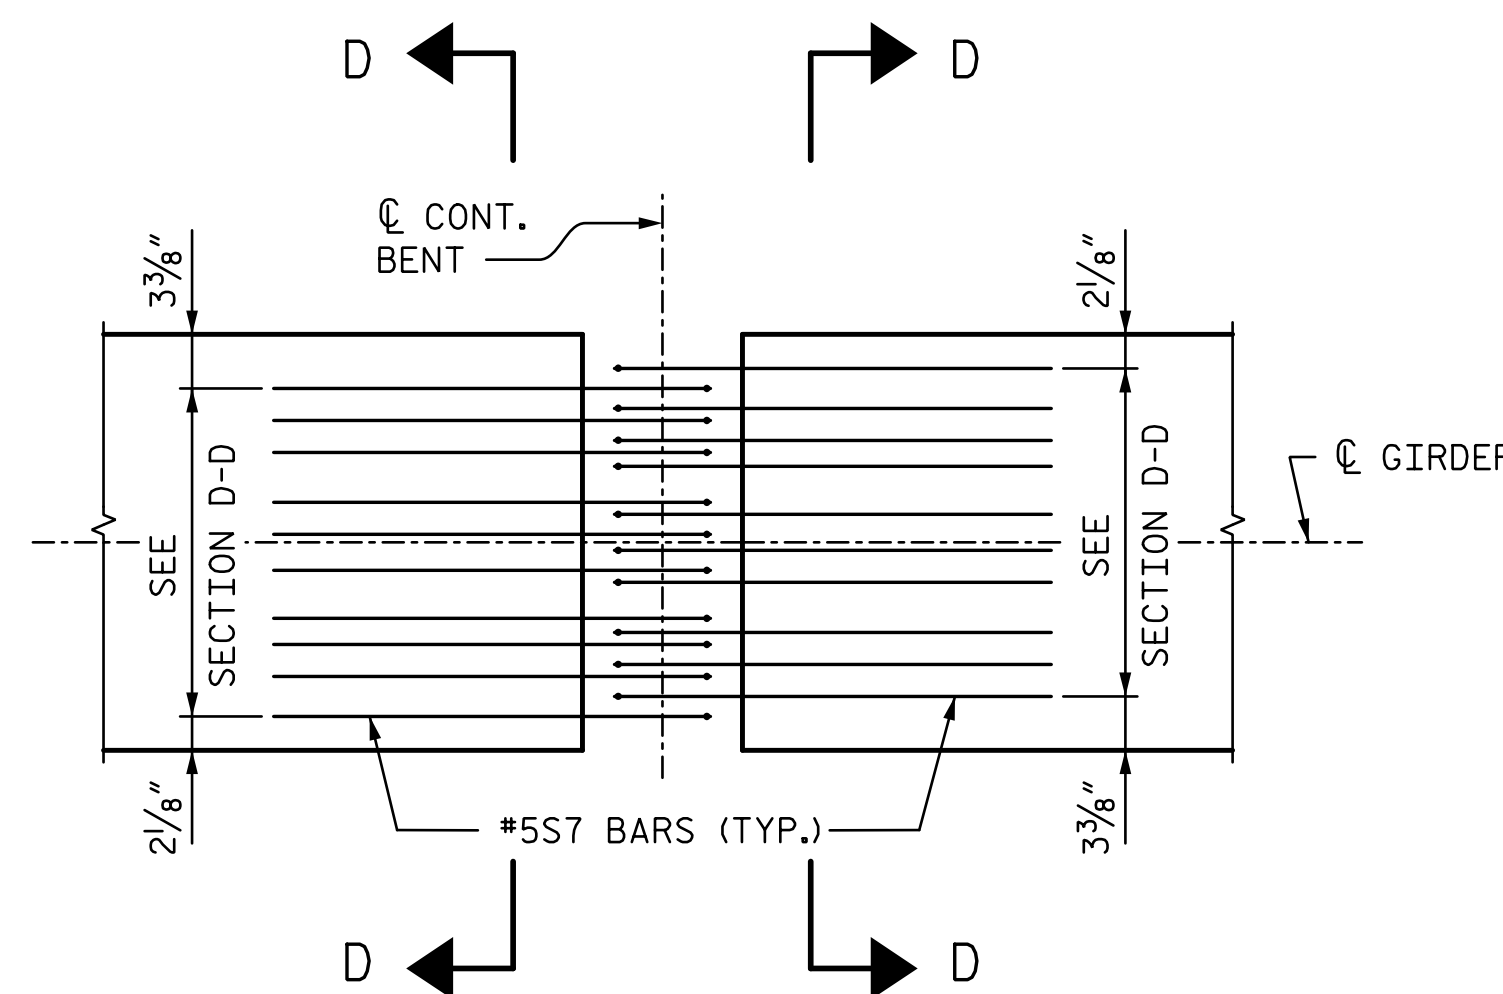 D D
℄ CONT.
BENT
3⅜"
2⅛"
SEE
SECTION D-D
SEE
SECTION D-D
℄ GIRDER
2⅛"
3⅜"
#5S7 BARS (TYP.)
D D